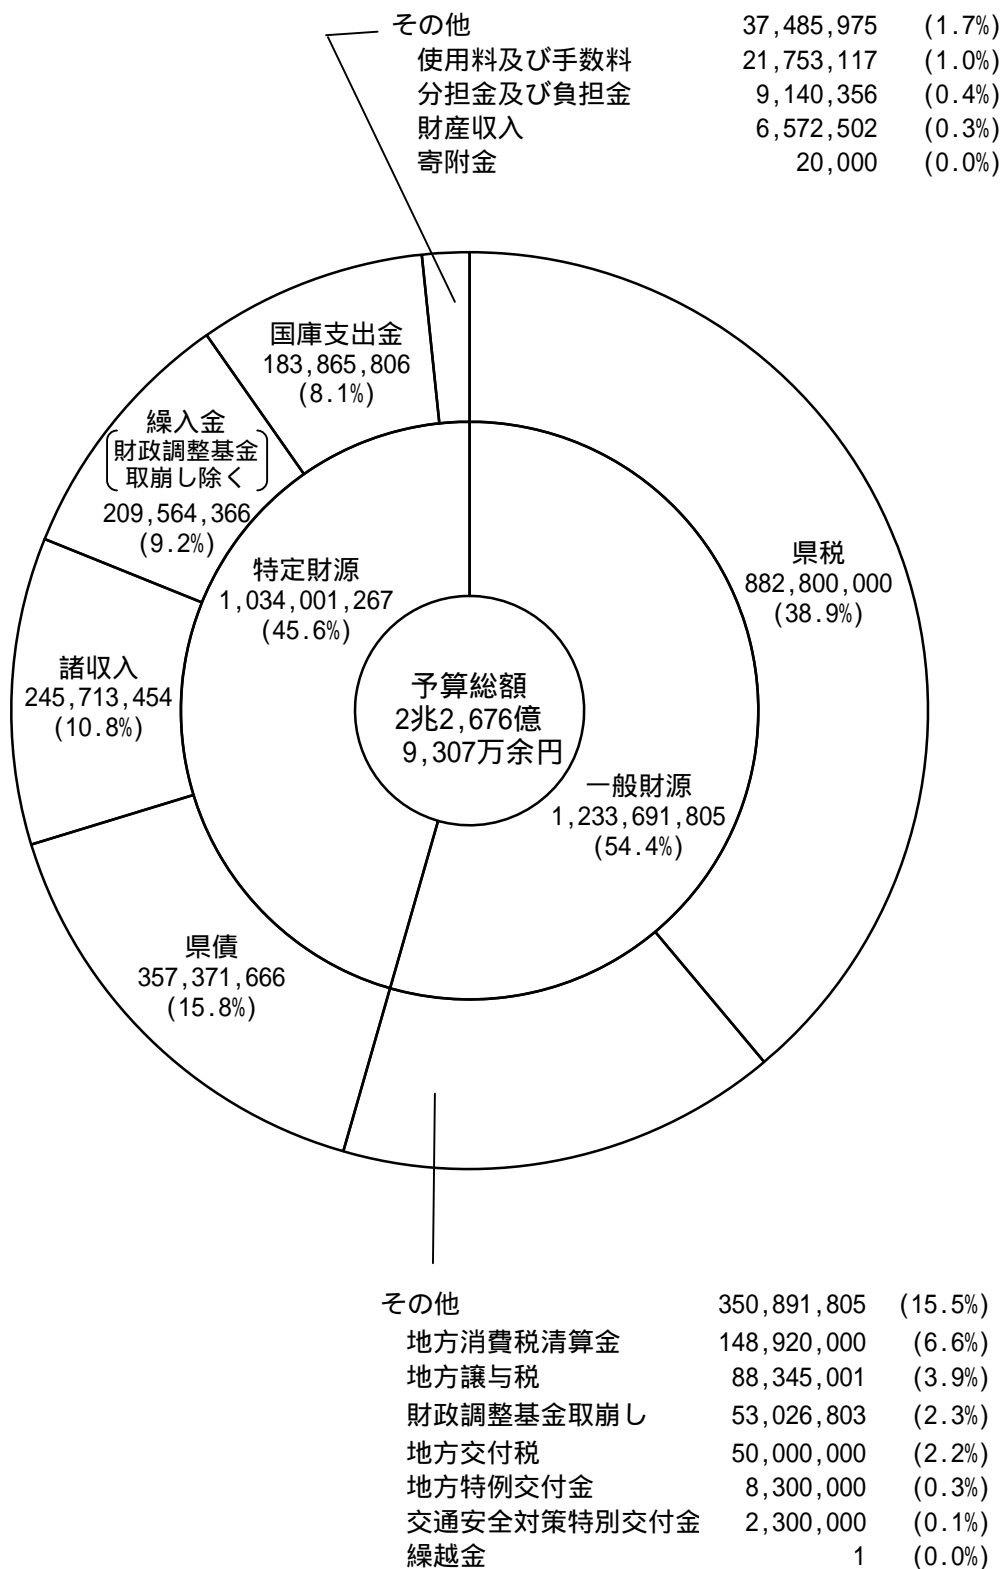 その他 37,485,975 (1.7%)
使用料及び手数料 21,753,117 (1.0%)
分担金及び負担金 9,140,356 (0.4%)
財産収入 6,572,502 (0.3%)
寄附金 20,000 (0.0%)
国庫支出金
183,865,806
(8.1%)
繰入金
財政調整基金
取崩し除く
209,564,366
(9.2%)
特定財源
1,034,001,267
(45.6%)
県税
882,800,000
(38.9%)
諸収入
245,713,454
(10.8%)
予算総額
2兆2,676億
9,307万余円
一般財源
1,233,691,805
(54.4%)
県債
357,371,666
(15.8%)
その他 350,891,805 (15.5%)
地方消費税清算金 148,920,000 (6.6%)
地方譲与税 88,345,001 (3.9%)
財政調整基金取崩し 53,026,803 (2.3%)
地方交付税 50,000,000 (2.2%)
地方特例交付金 8,300,000 (0.3%)
交通安全対策特別交付金 2,300,000 (0.1%)
繰越金 1 (0.0%)